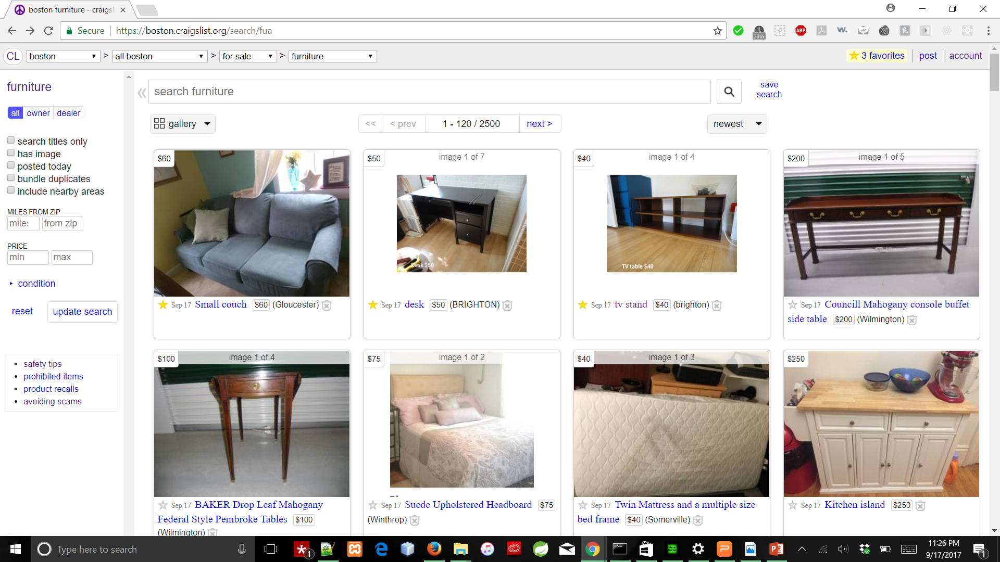 boston furniture - craigsl
Secure
https://boston.craigslist.org/search/fua
ABP
33m
w.
CL
boston > all boston > for sale > furniture
3 favorites
post
account
furniture
all owner dealer
search titles only
has image
posted today
bundle duplicates
include nearby areas
MILES FROM ZIP
miles from zip
PRICE
min max
condition
reset
update search
safety tips
prohibited items
product recalls
avoiding scams
search furniture
save
search
gallery
<< < prev 1 - 120 / 2500 next >
newest
$60
Sep 17 Small couch $60 (Gloucester)
$50
image 1 of 7
Desk $50
Sep 17 desk $50 (BRIGHTON)
$40
image 1 of 4
TV table $40
Sep 17 tv stand $40 (brighton)
$200
image 1 of 5
Sep 17 Councill Mahogany console buffet
side table $200 (Wilmington)
$100
image 1 of 4
Sep 17 BAKER Drop Leaf Mahogany
Federal Style Pembroke Tables $100
(Wilmington)
$75
image 1 of 2
Sep 17 Suede Upholstered Headboard $75
(Winthrop)
$40
image 1 of 3
Sep 17 Twin Mattress and a multiple size
bed frame $40 (Somerville)
$250
Sep 17 Kitchen island $250
Type here to search
1
11:26 PM
9/17/2017
1